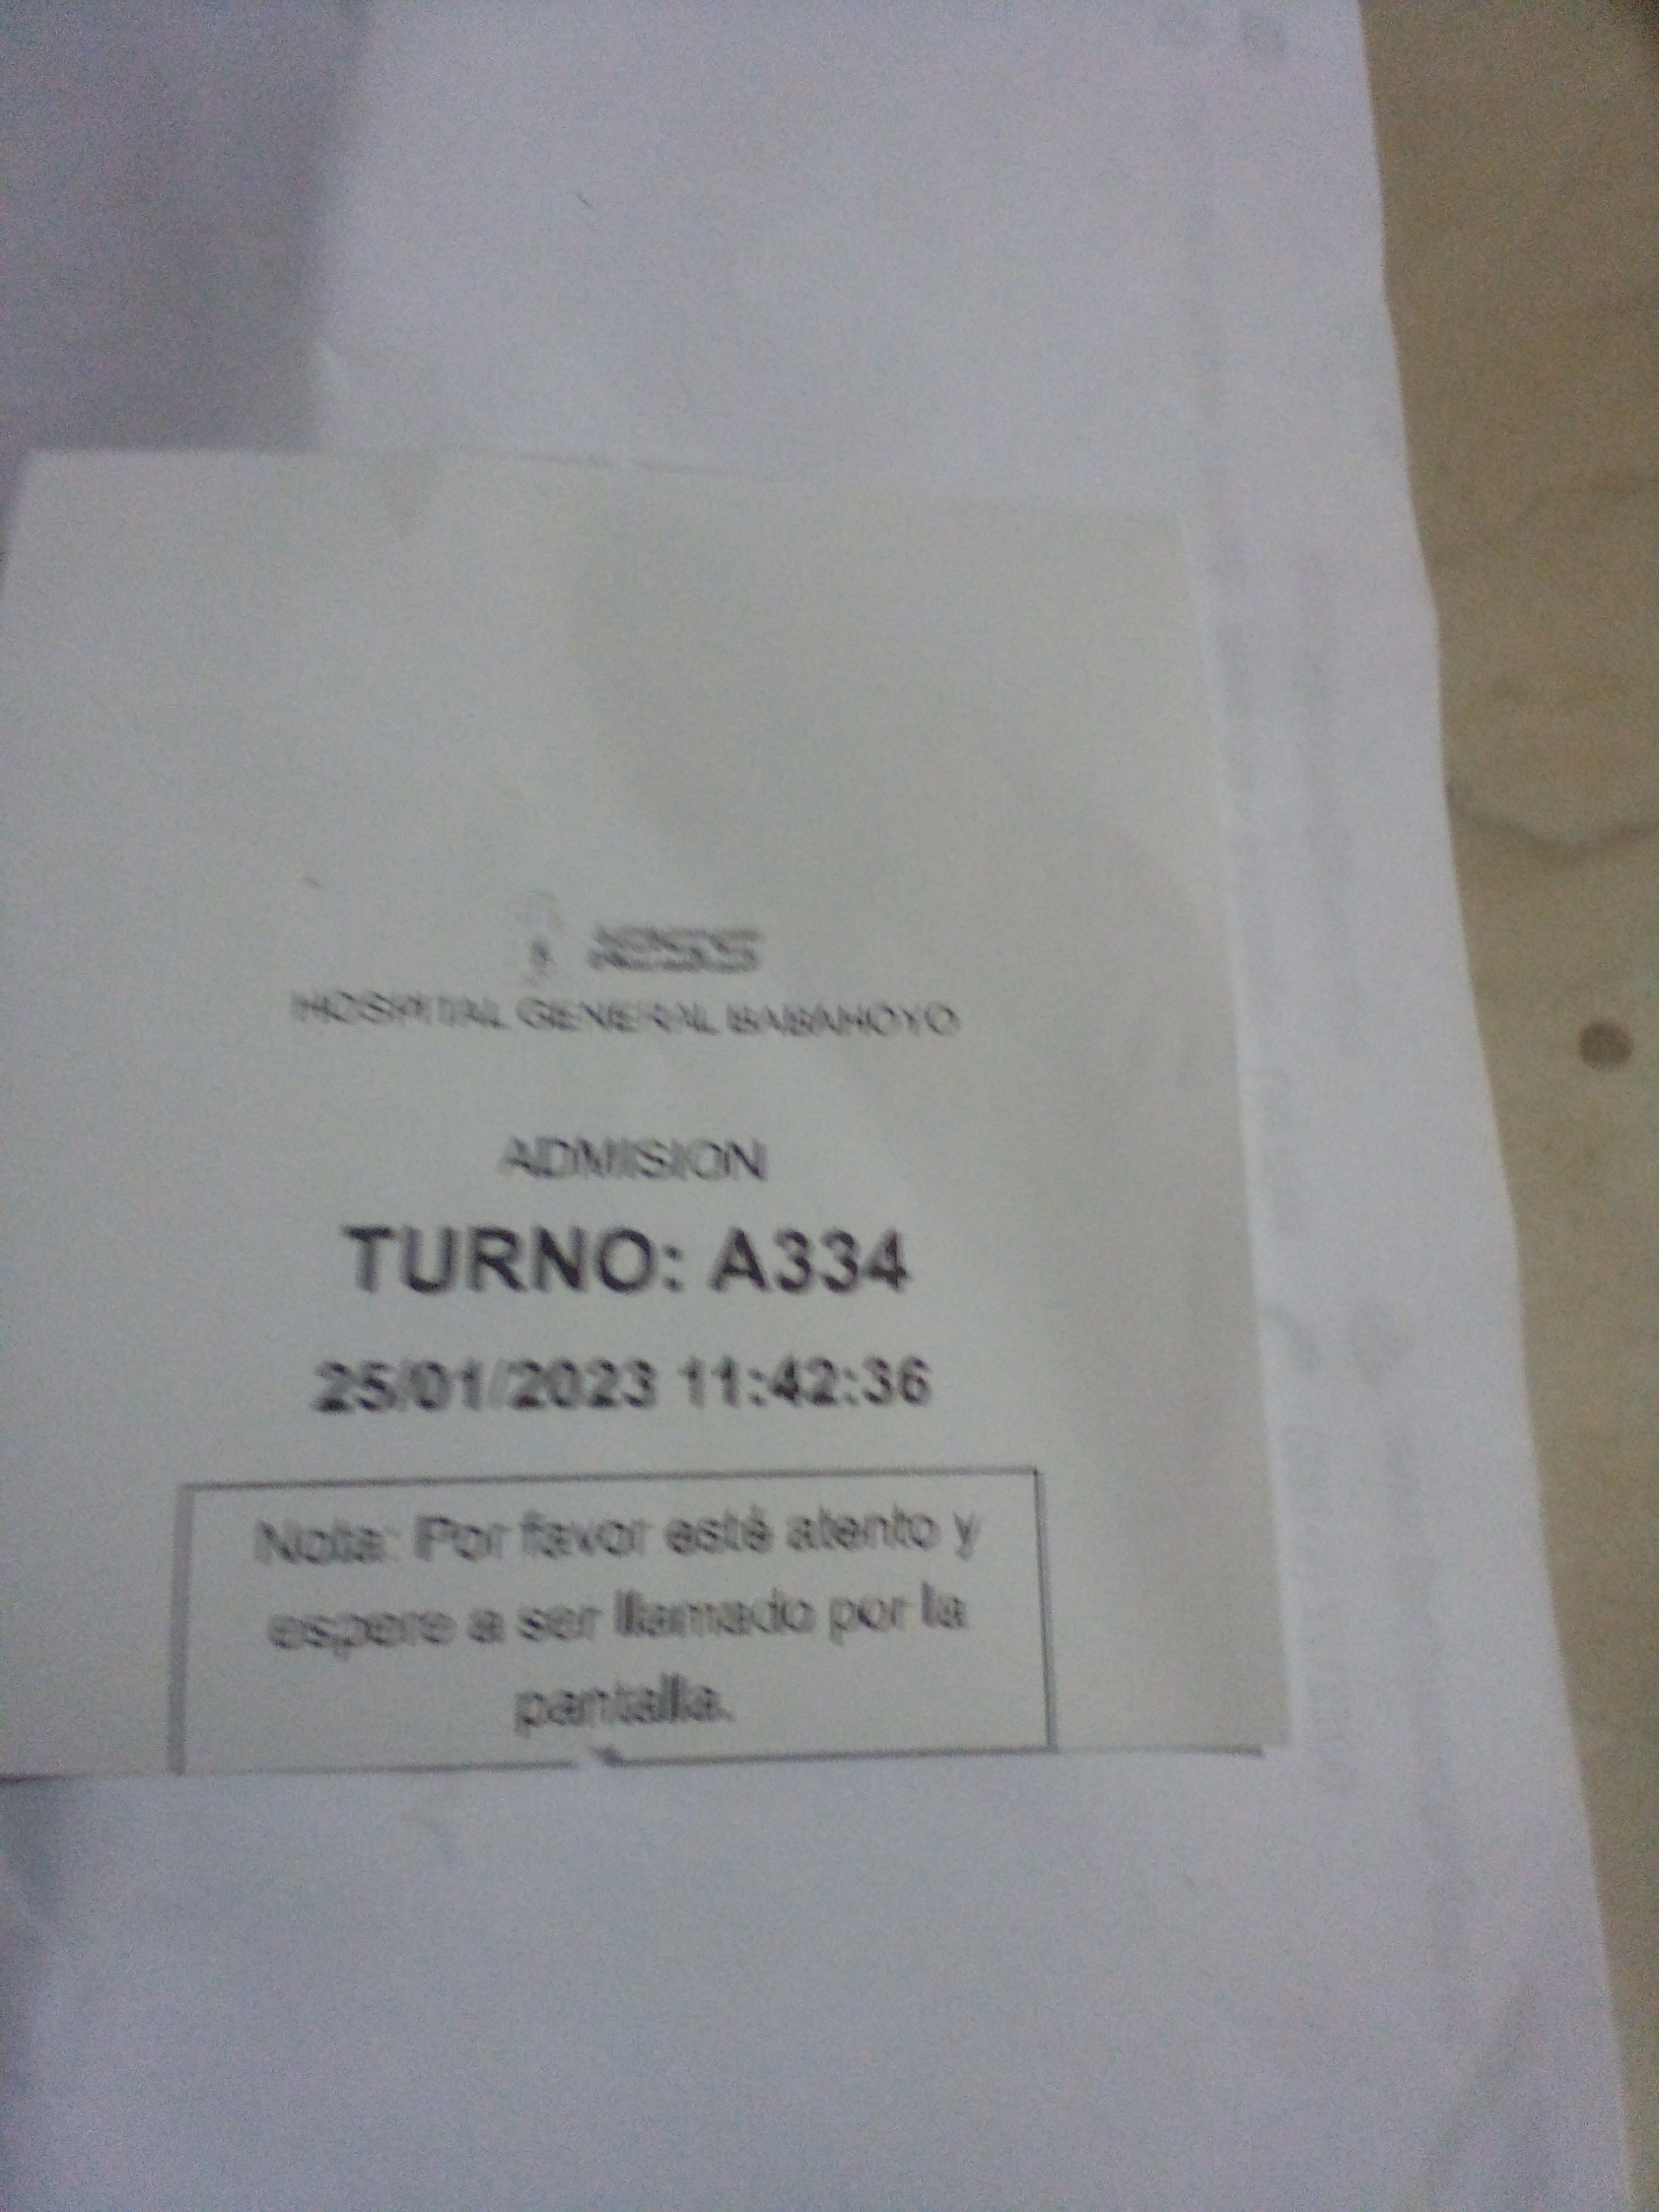 IESS
HOSPITAL GENERAL BABAHOYO
ADMISION
TURNO: A334
25/01/2023 11:42:36
Nota: Por favor esté atento y
espere a ser llamado por la
pantalla.